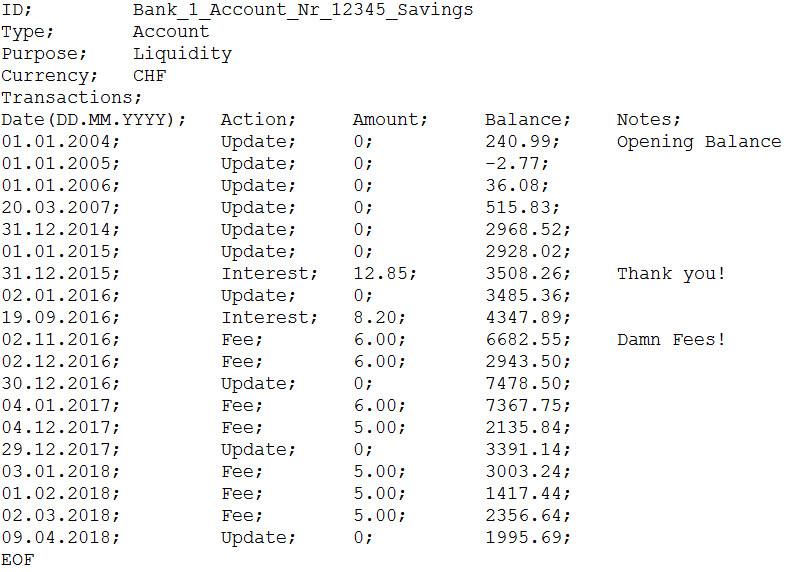 ID; Bank_1_Account_Nr_12345_Savings
Type; Account
Purpose; Liquidity
Currency; CHF
Transactions;
Date(DD.MM.YYYY); Action; Amount; Balance; Notes;
01.01.2004; Update; 0; 240.99; Opening Balance
01.01.2005; Update; 0; -2.77;
01.01.2006; Update; 0; 36.08;
20.03.2007; Update; 0; 515.83;
31.12.2014; Update; 0; 2968.52;
01.01.2015; Update; 0; 2928.02;
31.12.2015; Interest; 12.85; 3508.26; Thank you!
02.01.2016; Update; 0; 3485.36;
19.09.2016; Interest; 8.20; 4347.89;
02.11.2016; Fee; 6.00; 6682.55; Damn Fees!
02.12.2016; Fee; 6.00; 2943.50;
30.12.2016; Update; 0; 7478.50;
04.01.2017; Fee; 6.00; 7367.75;
04.12.2017; Fee; 5.00; 2135.84;
29.12.2017; Update; 0; 3391.14;
03.01.2018; Fee; 5.00; 3003.24;
01.02.2018; Fee; 5.00; 1417.44;
02.03.2018; Fee; 5.00; 2356.64;
09.04.2018; Update; 0; 1995.69;
EOF